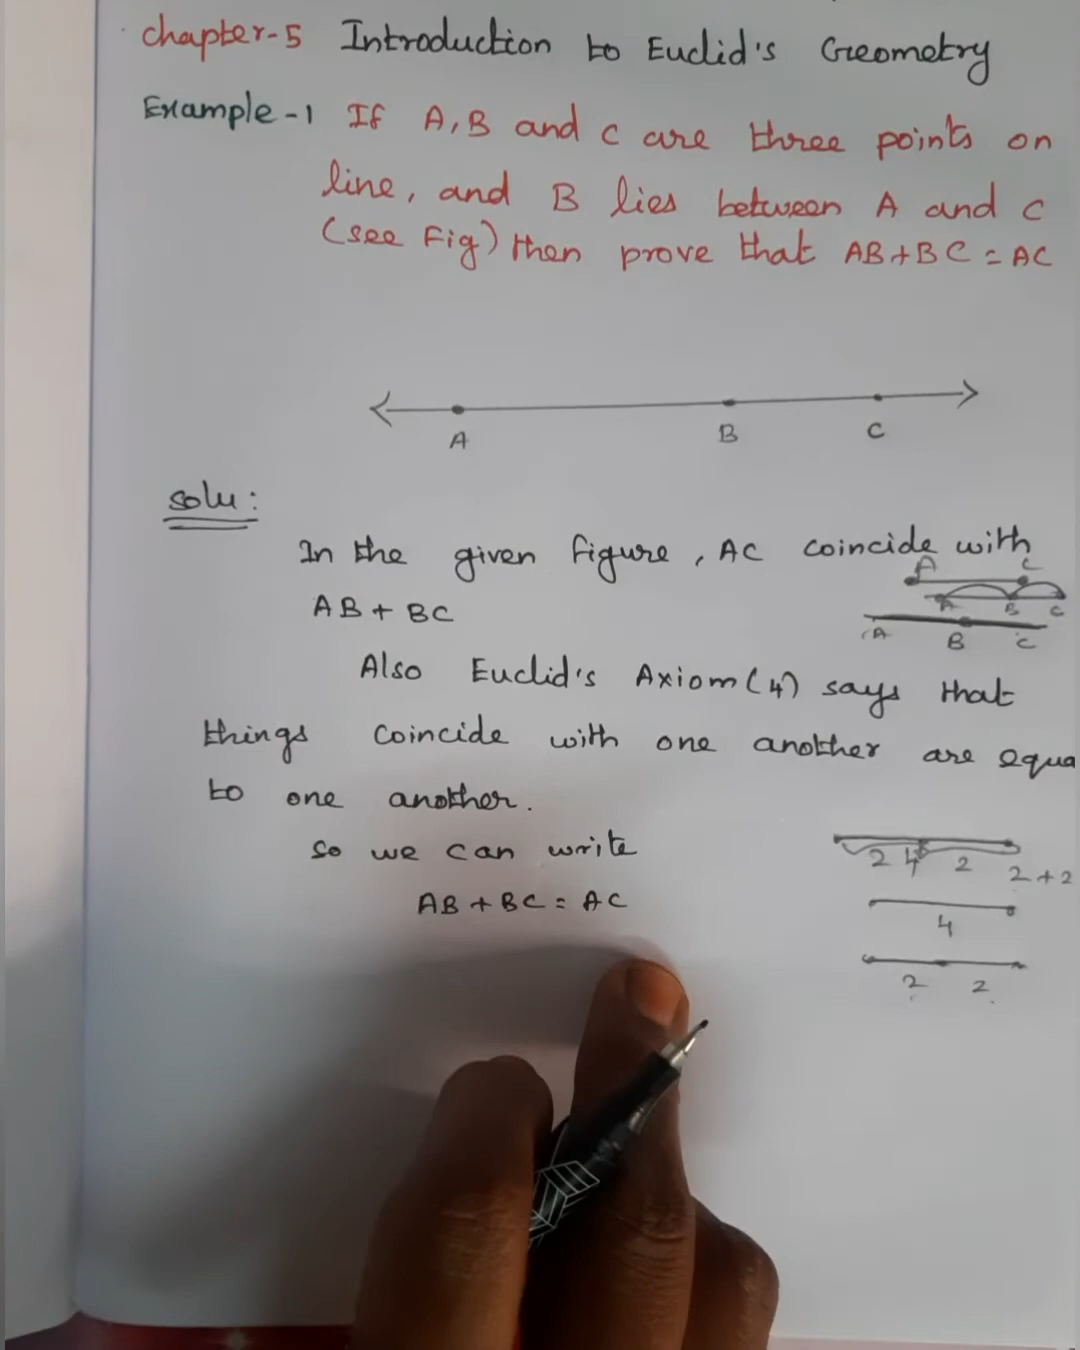 chapter-5 Introduction to Euclid's Geometry
Example-1 If A, B and C are three points on
line, and B lies between A and C
(see Fig) then prove that AB+BC = AC
A B C
Solu:
In the given figure, AC coincide with
A C
AB + BC
A B C
A B C
Also Euclid's Axiom (4) says that
things coincide with one another are equa
to one another.
So we can write
2 4 2 2+2
AB + BC = AC
4
2 2